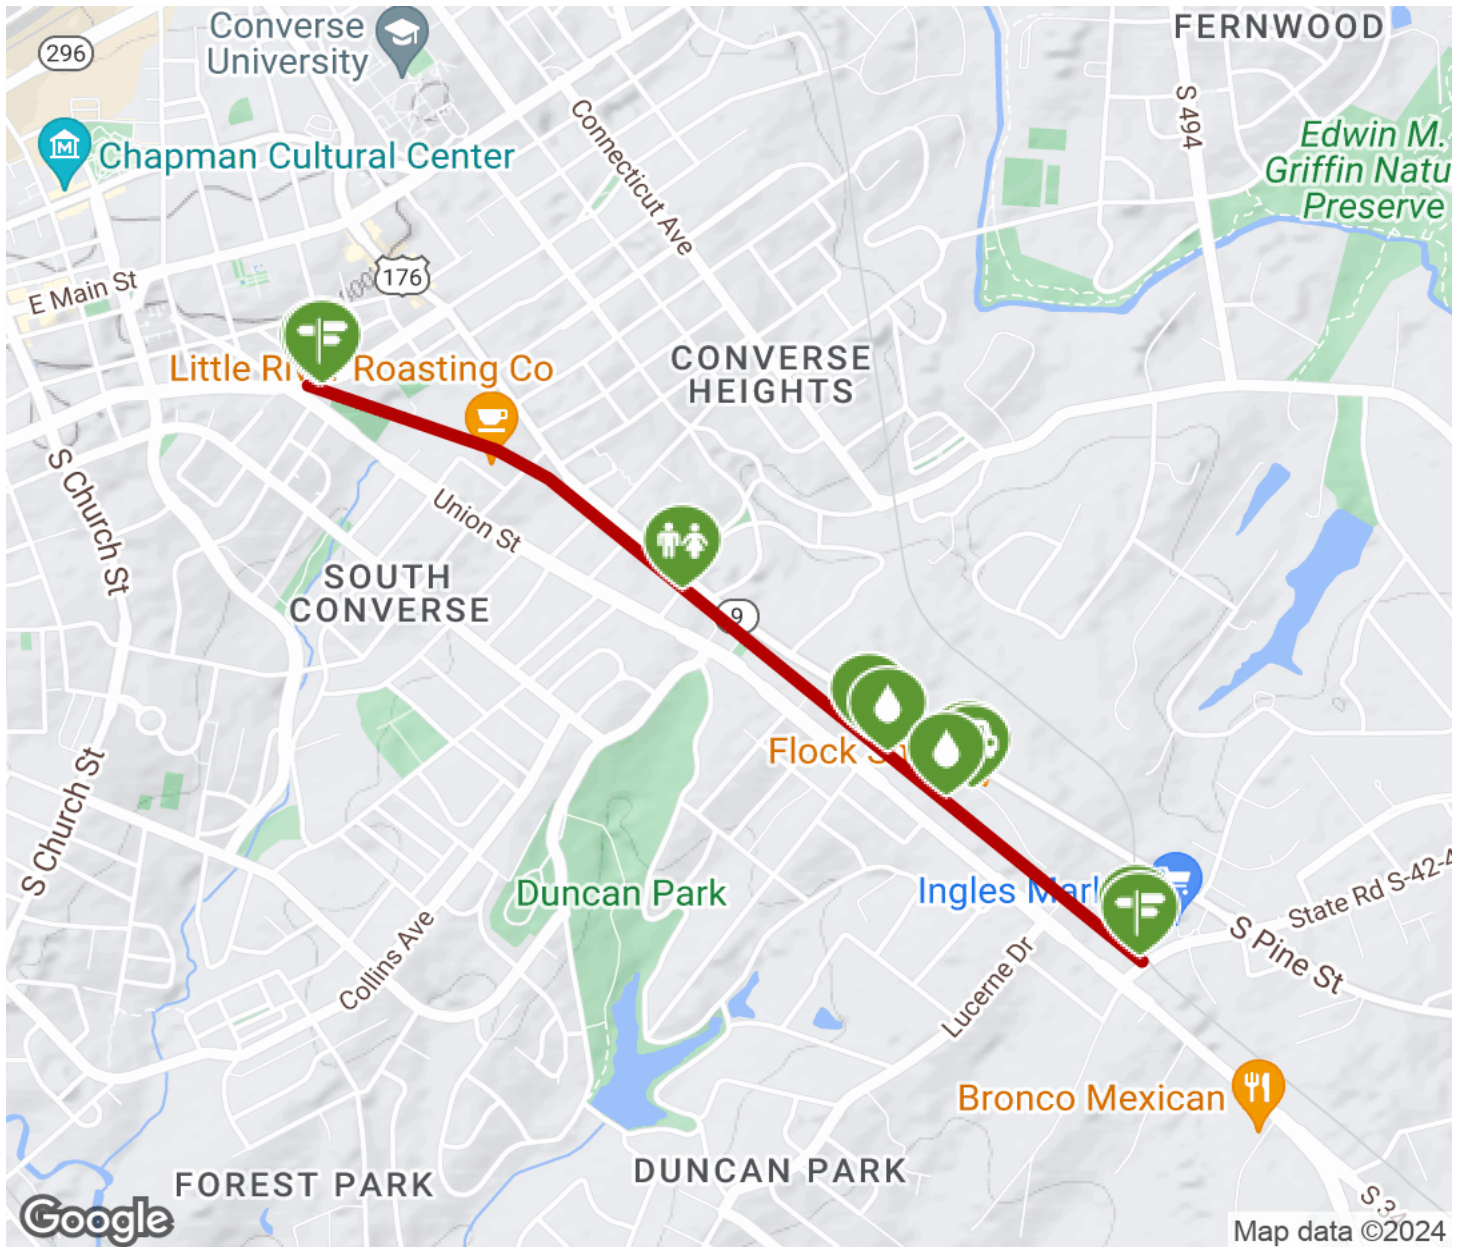 FERNWOOD
Converse
University
296
S 494
Connecticut Ave
Edwin M.
Griffin Natu
Preserve
Chapman Cultural Center
176
E Main St
Little Roasting Co
CONVERSE
HEIGHTS
S Church St
Union St
SOUTH
CONVERSE
9
Flock
S Church St
Duncan Park
Ingles
State Rd S-42-4
S Pine St
Collins Ave
Lucerne Dr
Bronco Mexican
DUNCAN PARK
FOREST PARK
Google
Map data ©2024